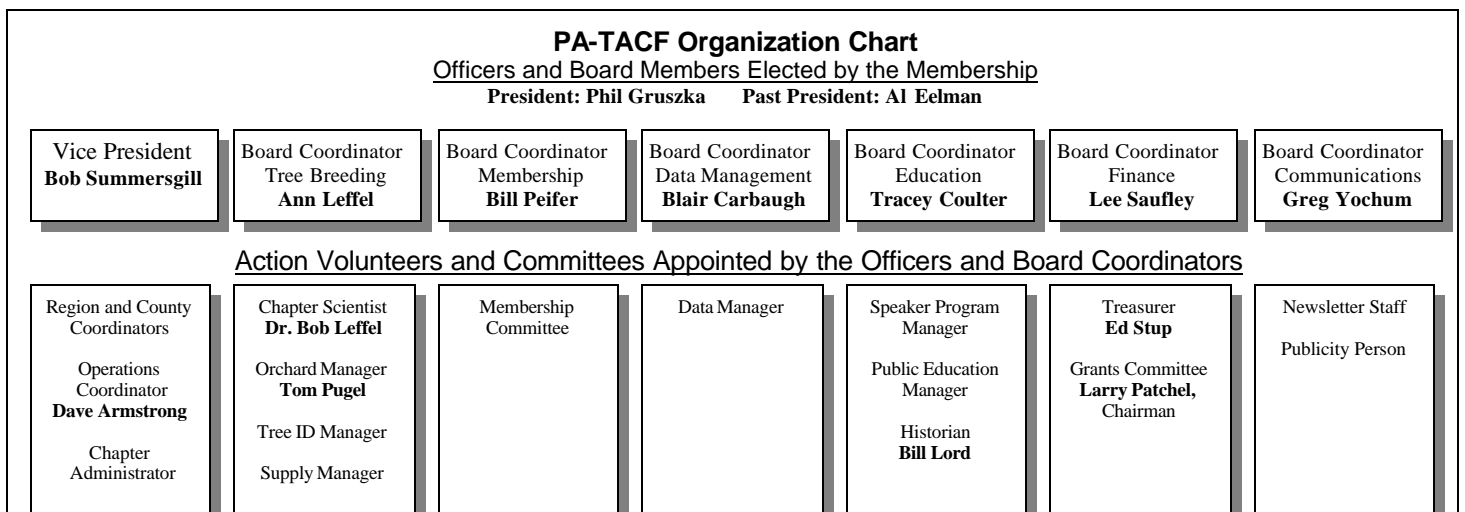 PA-TACF Organization Chart
Officers and Board Members Elected by the Membership
President: Phil Gruszka Past President: Al Eelman
Vice President
Bob Summersgill
Board Coordinator
Tree Breeding
Ann Leffel
Board Coordinator
Membership
Bill Peifer
Board Coordinator
Data Management
Blair Carbaugh
Board Coordinator
Education
Tracey Coulter
Board Coordinator
Finance
Lee Saufley
Board Coordinator
Communications
Greg Yochum
Action Volunteers and Committees Appointed by the Officers and Board Coordinators
Region and County
Coordinators
Operations
Coordinator
Dave Armstrong
Chapter
Administrator
Chapter Scientist
Dr. Bob Leffel
Orchard Manager
Tom Pugel
Tree ID Manager
Supply Manager
Membership
Committee
Data Manager
Speaker Program
Manager
Public Education
Manager
Historian
Bill Lord
Treasurer
Ed Stup
Grants Committee
Larry Patchel,
Chairman
Newsletter Staff
Publicity Person